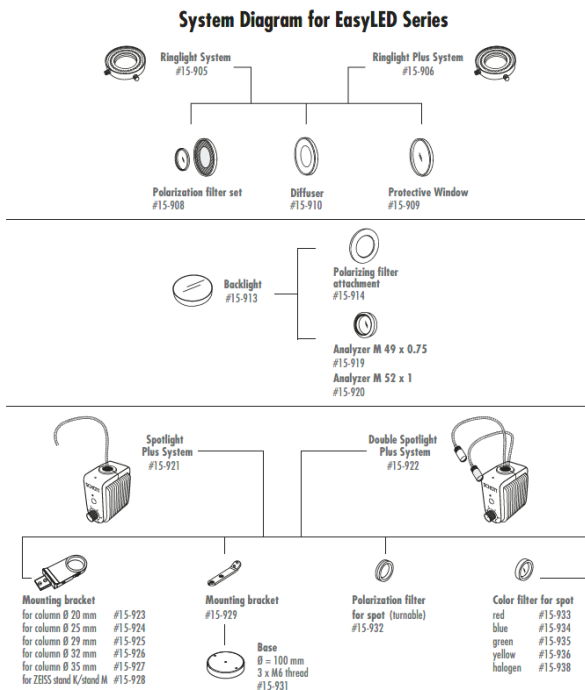 System Diagram for EasyLED Series
Ringlight System
#15-905
Ringlight Plus System
#15-906
Polarization filter set
#15-908
Diffuser
#15-910
Protective Window
#15-909
Backlight
#15-913
Polarizing filter
attachment
#15-914
Analyzer M 49 x 0.75
#15-919
Analyzer M 52 x 1
#15-920
Spotlight
Plus System
#15-921
Double Spotlight
Plus System
#15-922
SCHOTT
SCHOTT
Mounting bracket
for column Ø 20 mm #15-923
for column Ø 25 mm #15-924
for column Ø 29 mm #15-925
for column Ø 32 mm #15-926
for column Ø 35 mm #15-927
for ZEISS stand K/stand M #15-928
Mounting bracket
#15-929
Base
Ø = 100 mm
3 x M6 thread
#15-931
Polarization filter
for spot (turnable)
#15-932
Color filter for spot
red #15-933
blue #15-934
green #15-935
yellow #15-936
halogen #15-938